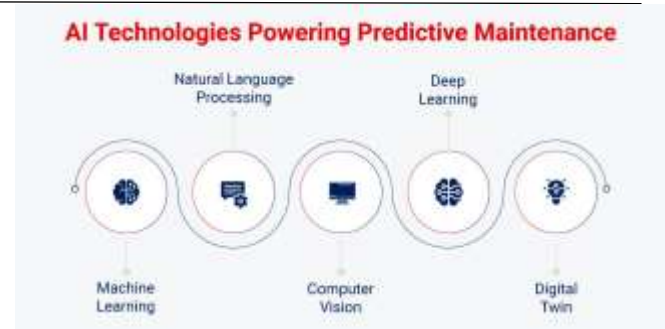 AI Technologies Powering Predictive Maintenance
Natural Language
Processing
Deep
Learning
Machine
Learning
Computer
Vision
Digital
Twin